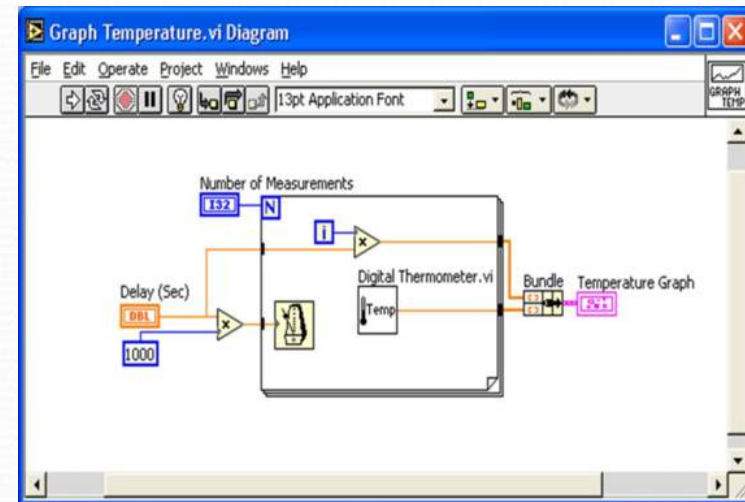 Graph Temperature.vi Diagram
File Edit Operate Project Windows Help
13pt Application Font
GRAPH
TEMP
Number of Measurements
I32 N
i
x
Digital Thermometer.vi
Temp
Bundle
Temperature Graph
Delay (Sec)
DBL
x
1000